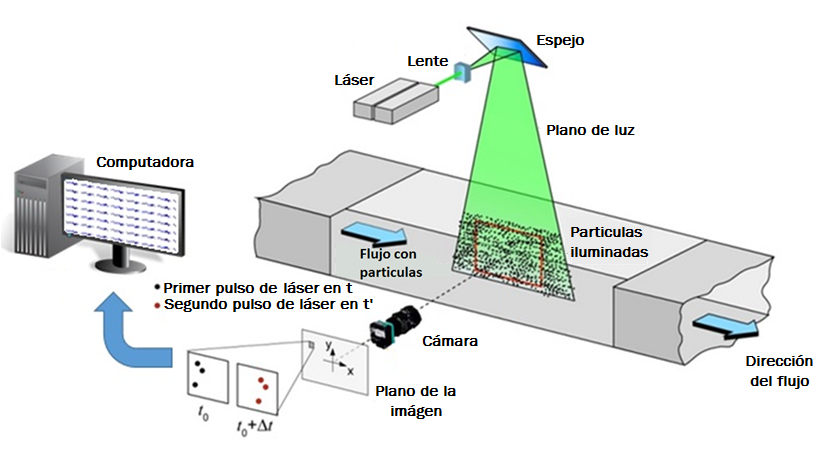 Espejo
Lente
Láser
Plano de luz
Computadora
Particulas
iluminadas
Flujo con
particulas
Primer pulso de láser en t
Segundo pulso de láser en t'
Cámara
y
x
Plano de la
imágen
Dirección
del flujo
t0
t0+Δt